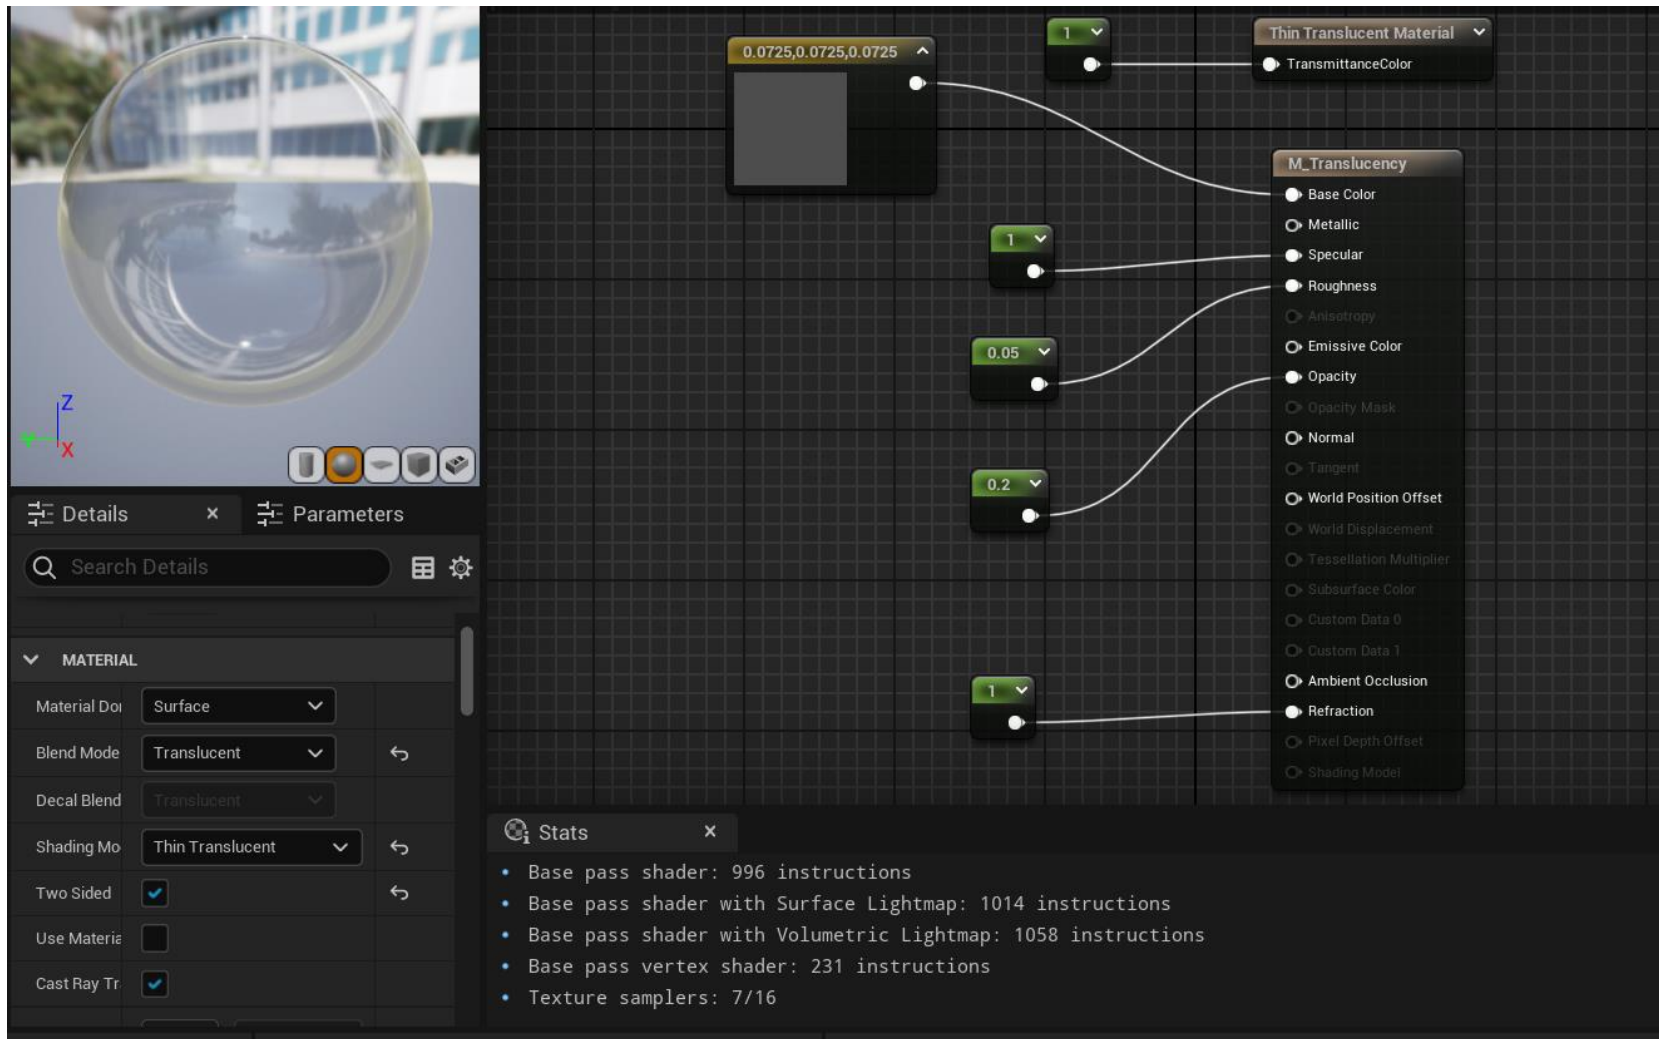 0.0725,0.0725,0.0725
1
Thin Translucent Material
TransmittanceColor
M_Translucency
Base Color
Metallic
1
Specular
Roughness
Anisotropy
0.05
Emissive Color
Opacity
Opacity Mask
Normal
Tangent
0.2
World Position Offset
World Displacement
Tessellation Multiplier
Subsurface Color
Custom Data 0
Custom Data 1
Ambient Occlusion
1
Refraction
Pixel Depth Offset
Shading Model
Z
Y
X
Details
Parameters
Search Details
MATERIAL
Material Do
Surface
Blend Mode
Translucent
Decal Blend
Translucent
Shading Mo
Thin Translucent
Two Sided
Use Materia
Cast Ray Tr
Stats
Base pass shader: 996 instructions
Base pass shader with Surface Lightmap: 1014 instructions
Base pass shader with Volumetric Lightmap: 1058 instructions
Base pass vertex shader: 231 instructions
Texture samplers: 7/16